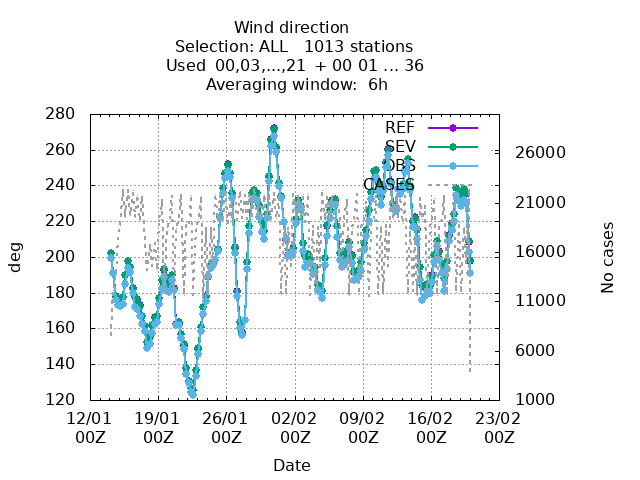 Wind direction
Selection: ALL   1013 stations
Used  00,03,...,21  + 00 01 ... 36
Averaging window:  6h
280
260
240
220
200
180
160
140
120
deg
REF
SEV
OBS
CASES
26000
21000
16000
11000
6000
1000
No cases
12/01 19/01 26/01 02/02 09/02 16/02 23/02
00Z 00Z 00Z 00Z 00Z 00Z 00Z
Date